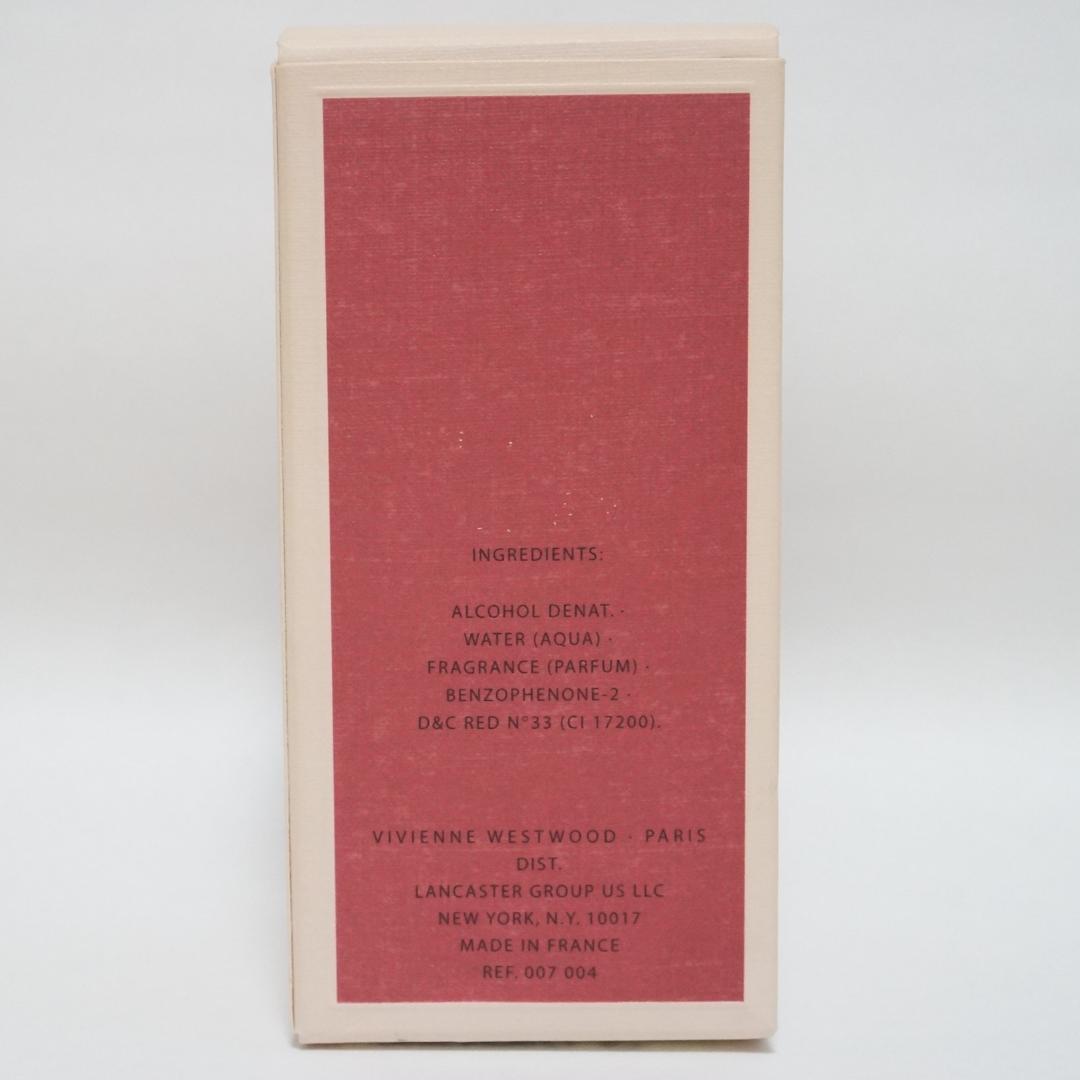 INGREDIENTS:
ALCOHOL DENAT. ·
WATER (AQUA) ·
FRAGRANCE (PARFUM) ·
BENZOPHENONE-2 ·
D&C RED N°33 (CI 17200).
VIVIENNE WESTWOOD · PARIS
DIST.
LANCASTER GROUP US LLC
NEW YORK, N.Y. 10017
MADE IN FRANCE
REF. 007 004